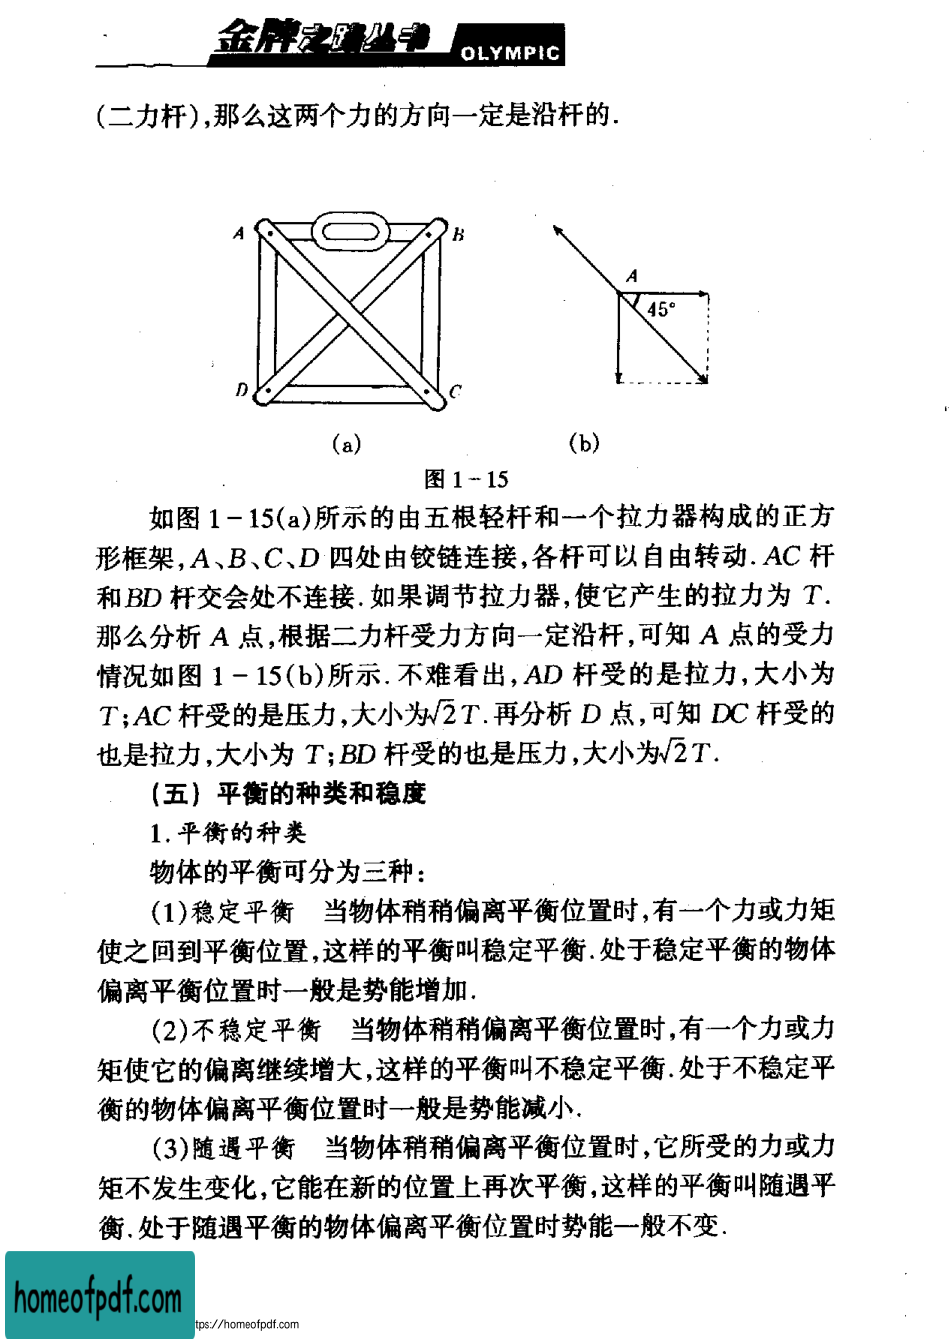 金牌之路丛书 OLYMPIC
(二力杆),那么这两个力的方向一定是沿杆的.
A
B
D
C
A
45°
(a)
(b)
图 1-15
如图 1-15(a)所示的由五根轻杆和一个拉力器构成的正方
形框架,A、B、C、D 四处由铰链连接,各杆可以自由转动.AC 杆
和BD 杆交会处不连接.如果调节拉力器,使它产生的拉力为 T.
那么分析 A 点,根据二力杆受力方向一定沿杆,可知 A 点的受力
情况如图 1-15(b)所示.不难看出,AD 杆受的是拉力,大小为
T;AC 杆受的是压力,大小为√2 T.再分析 D 点,可知 DC 杆受的
也是拉力,大小为 T;BD 杆受的也是压力,大小为√2 T.
(五) 平衡的种类和稳度
1.平衡的种类
物体的平衡可分为三种:
(1)稳定平衡 当物体稍稍偏离平衡位置时,有一个力或力矩
使之回到平衡位置,这样的平衡叫稳定平衡.处于稳定平衡的物体
偏离平衡位置时一般是势能增加.
(2)不稳定平衡 当物体稍稍偏离平衡位置时,有一个力或力
矩使它的偏离继续增大,这样的平衡叫不稳定平衡.处于不稳定平
衡的物体偏离平衡位置时一般是势能减小.
(3)随遇平衡 当物体稍稍偏离平衡位置时,它所受的力或力
矩不发生变化,它能在新的位置上再次平衡,这样的平衡叫随遇平
衡.处于随遇平衡的物体偏离平衡位置时势能一般不变.
homeofpdf.com
tps://homeofpdf.com